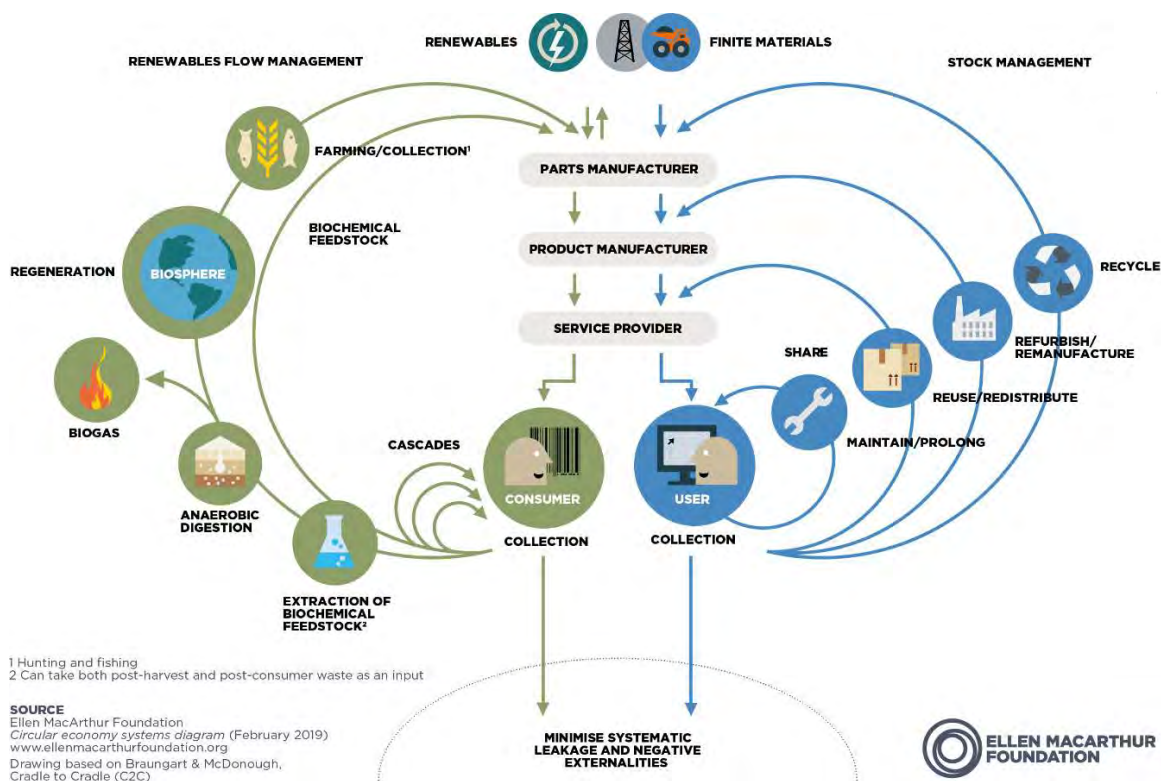 RENEWABLES
FINITE MATERIALS
RENEWABLES FLOW MANAGEMENT
STOCK MANAGEMENT
FARMING/COLLECTION¹
PARTS MANUFACTURER
BIOCHEMICAL
FEEDSTOCK
PRODUCT MANUFACTURER
REGENERATION
BIOSPHERE
RECYCLE
SERVICE PROVIDER
SHARE
REFURBISH/
REMANUFACTURE
REUSE/REDISTRIBUTE
BIOGAS
CASCADES
MAINTAIN/PROLONG
CONSUMER
USER
ANAEROBIC
DIGESTION
COLLECTION
COLLECTION
EXTRACTION OF
BIOCHEMICAL
FEEDSTOCK²
1 Hunting and fishing
2 Can take both post-harvest and post-consumer waste as an input
SOURCE
Ellen MacArthur Foundation
Circular economy systems diagram (February 2019)
www.ellenmacarthurfoundation.org
Drawing based on Braungart & McDonough,
Cradle to Cradle (C2C)
MINIMISE SYSTEMATIC
LEAKAGE AND NEGATIVE
EXTERNALITIES
ELLEN MACARTHUR
FOUNDATION